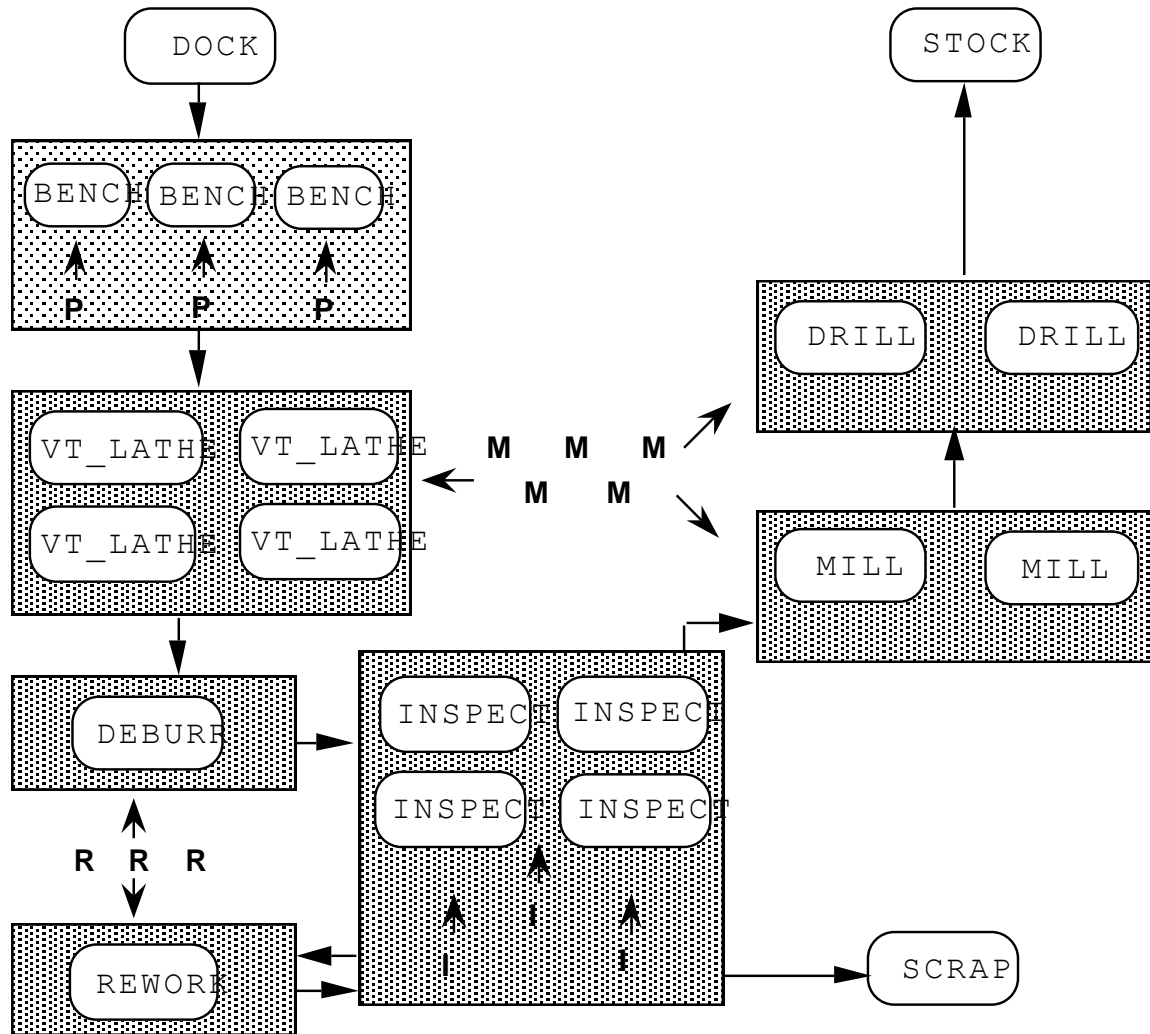 DOCK
STOCK
BENCH BENCH BENCH
P P P
DRILL DRILL
VT_LATHE VT_LATHE
VT_LATHE VT_LATHE
M M M
M M
MILL MILL
DEBURR
INSPECT INSPECT
INSPECT INSPECT
R R R
I
I I
REWORK
SCRAP